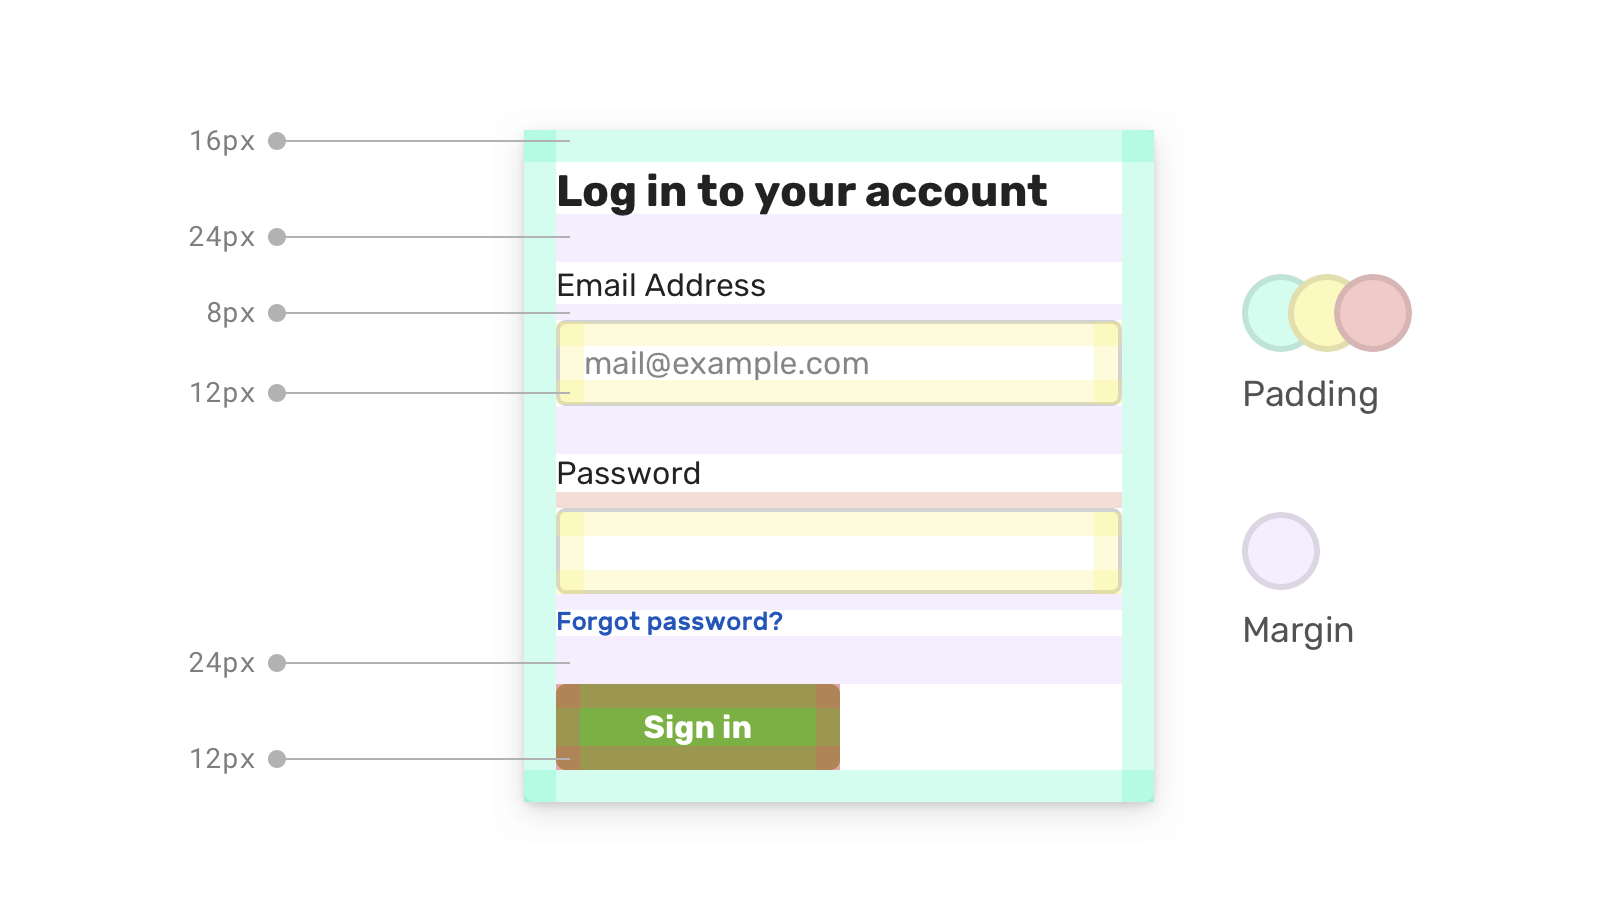 16px
Log in to your account
24px
Email Address
8px
mail@example.com
12px
Padding
Password
Forgot password?
Margin
24px
Sign in
12px